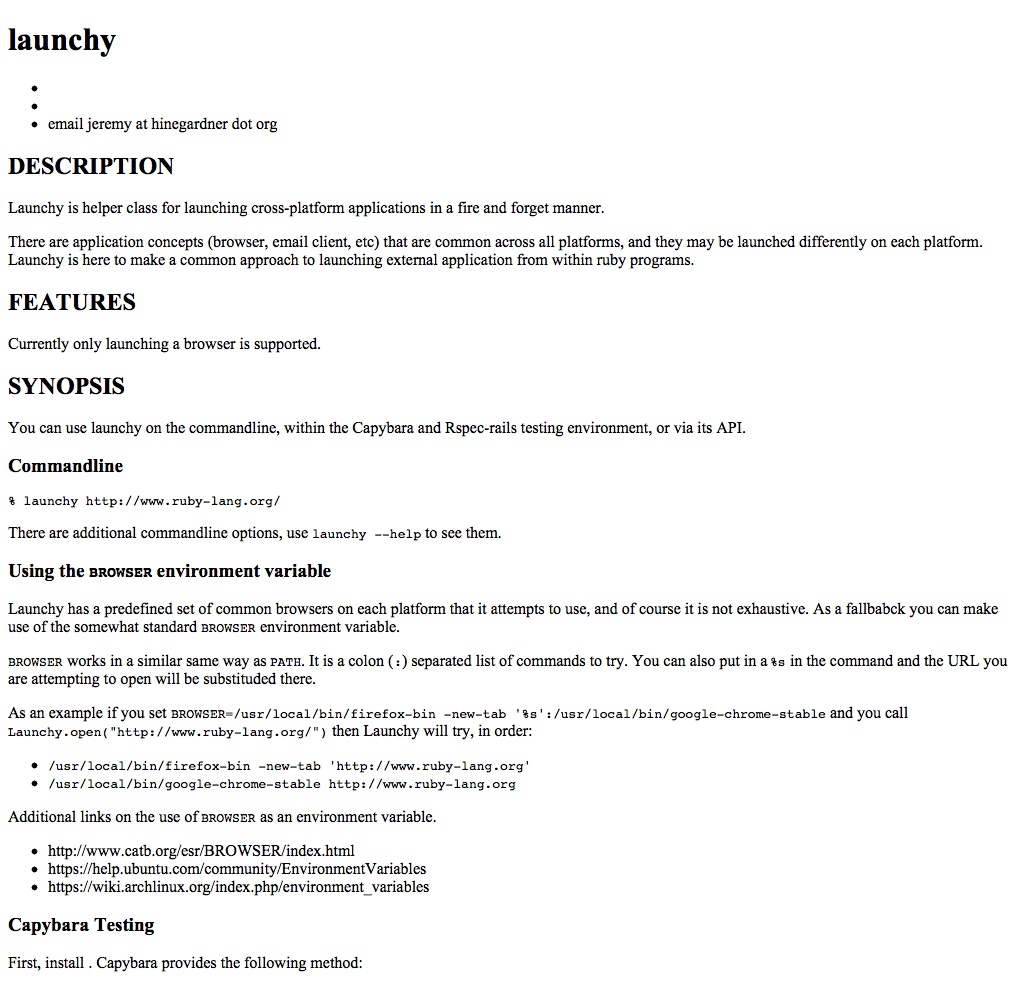 launchy
email jeremy at hinegardner dot org
DESCRIPTION
Launchy is helper class for launching cross-platform applications in a fire and forget manner.
There are application concepts (browser, email client, etc) that are common across all platforms, and they may be launched differently on each platform.
Launchy is here to make a common approach to launching external application from within ruby programs.
FEATURES
Currently only launching a browser is supported.
SYNOPSIS
You can use launchy on the commandline, within the Capybara and Rspec-rails testing environment, or via its API.
Commandline
% launchy http://www.ruby-lang.org/
There are additional commandline options, use launchy --help to see them.
Using the BROWSER environment variable
Launchy has a predefined set of common browsers on each platform that it attempts to use, and of course it is not exhaustive. As a fallbabck you can make
use of the somewhat standard BROWSER environment variable.
BROWSER works in a similar same way as PATH. It is a colon (:) separated list of commands to try. You can also put in a %s in the command and the URL you
are attempting to open will be substituded there.
As an example if you set BROWSER=/usr/local/bin/firefox-bin -new-tab '%s':/usr/local/bin/google-chrome-stable and you call
Launchy.open("http://www.ruby-lang.org/") then Launchy will try, in order:
/usr/local/bin/firefox-bin -new-tab 'http://www.ruby-lang.org'
/usr/local/bin/google-chrome-stable http://www.ruby-lang.org
Additional links on the use of BROWSER as an environment variable.
http://www.catb.org/esr/BROWSER/index.html
https://help.ubuntu.com/community/EnvironmentVariables
https://wiki.archlinux.org/index.php/environment_variables
Capybara Testing
First, install . Capybara provides the following method: